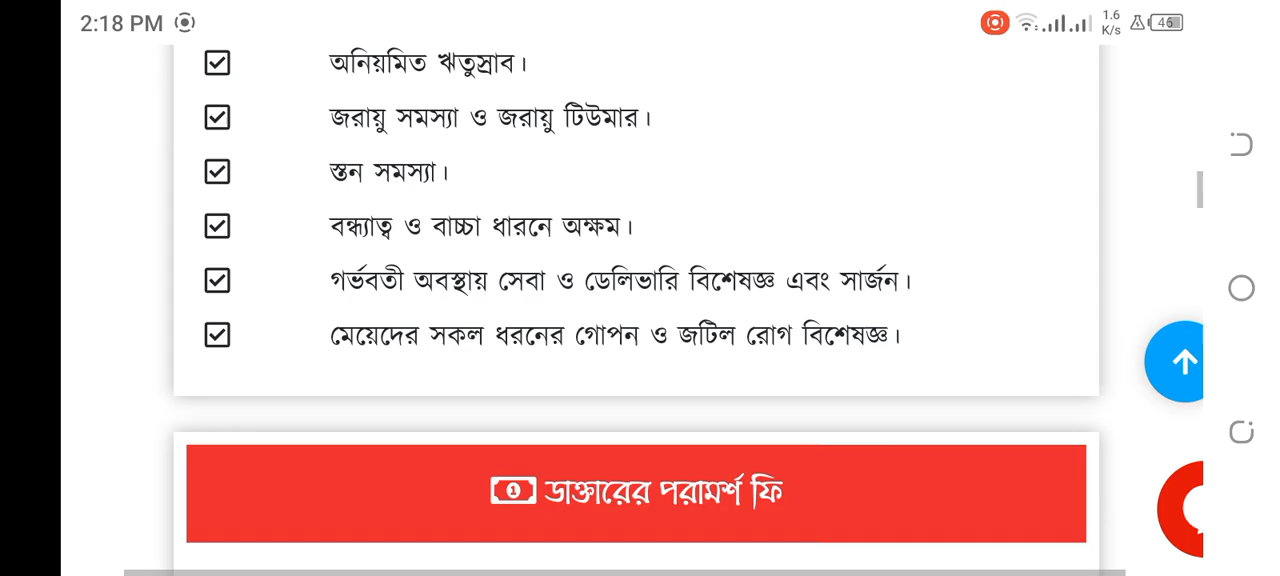 2:18 PM
1.6
K/s
46
অনিয়মিত ঋতুস্রাব।
জরায়ু সমস্যা ও জরায়ু টিউমার।
স্তন সমস্যা।
বন্ধ্যাত্ব ও বাচ্চা ধারনে অক্ষম।
গর্ভবতী অবস্থায় সেবা ও ডেলিভারি বিশেষজ্ঞ এবং সার্জন।
মেয়েদের সকল ধরনের গোপন ও জটিল রোগ বিশেষজ্ঞ।
ডাক্তারের পরামর্শ ফি